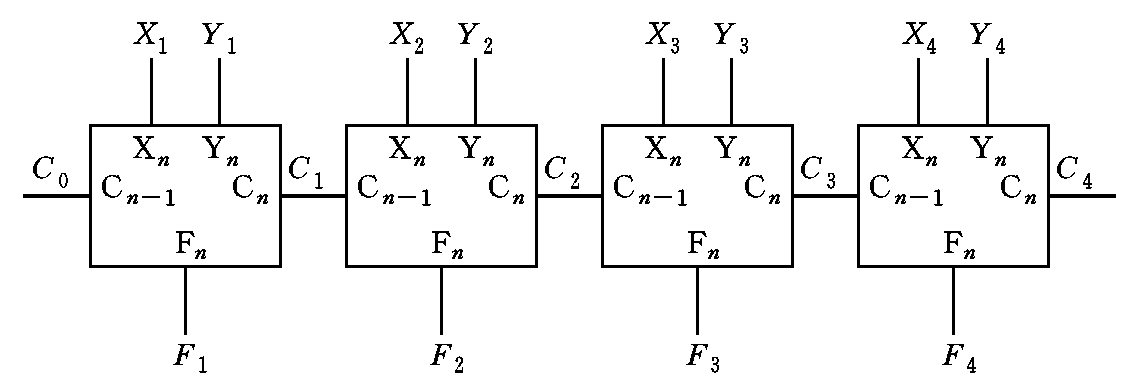 X₁ Y₁ X₂ Y₂ X₃ Y₃ X₄ Y₄
Xₙ Yₙ Xₙ Yₙ Xₙ Yₙ Xₙ Yₙ
C₀ Cₙ₋₁ Cₙ C₁ Cₙ₋₁ Cₙ C₂ Cₙ₋₁ Cₙ C₃ Cₙ₋₁ Cₙ C₄
Fₙ Fₙ Fₙ Fₙ
F₁ F₂ F₃ F₄